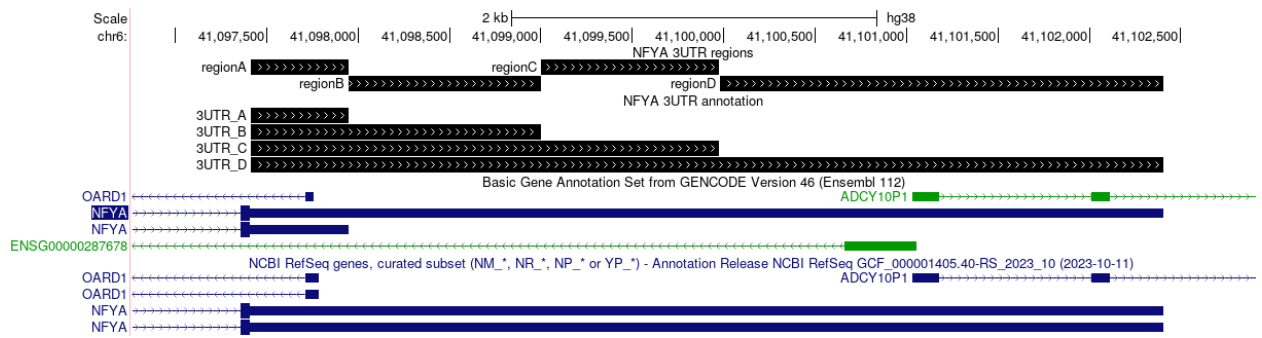 Scale 2 kb hg38
chr6: 41,097,500 41,098,000 41,098,500 41,099,000 41,099,500 41,100,000 41,100,500 41,101,000 41,101,500 41,102,000 41,102,500
NFYA 3UTR regions
regionA regionC
regionB regionD
NFYA 3UTR annotation
3UTR_A
3UTR_B
3UTR_C
3UTR_D
Basic Gene Annotation Set from GENCODE Version 46 (Ensembl 112)
OARD1 ADCY10P1
NFYA
NFYA
ENSG00000287678
NCBI RefSeq genes, curated subset (NM_*, NR_*, NP_* or YP_*) - Annotation Release NCBI RefSeq GCF_000001405.40-RS_2023_10 (2023-10-11)
OARD1 ADCY10P1
OARD1
NFYA
NFYA